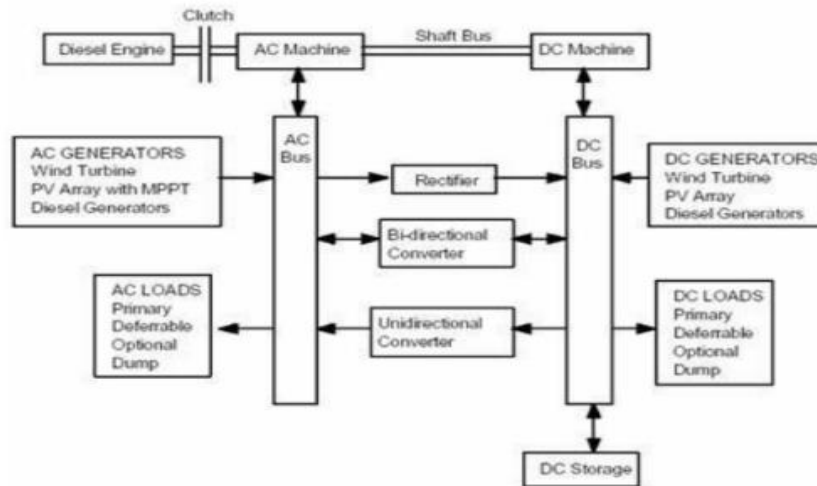 Clutch
Diesel Engine
AC Machine
Shaft Bus
DC Machine
AC
Bus
DC
Bus
AC GENERATORS
Wind Turbine
PV Array with MPPT
Diesel Generators
Rectifier
DC GENERATORS
Wind Turbine
PV Array
Diesel Generators
Bi-directional
Converter
AC LOADS
Primary
Deferrable
Optional
Dump
Unidirectional
Converter
DC LOADS
Primary
Deferrable
Optional
Dump
DC Storage